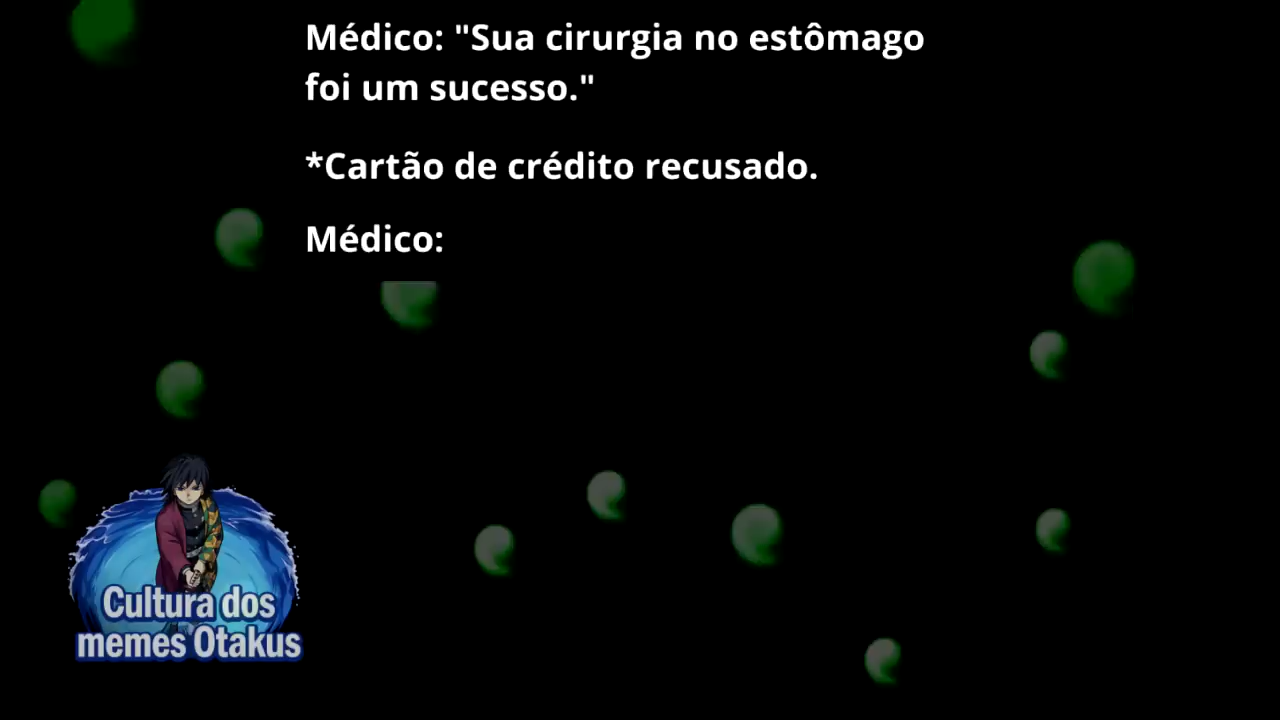 Médico: "Sua cirurgia no estômago
foi um sucesso."
*Cartão de crédito recusado.
Médico:
Cultura dos
memes Otakus